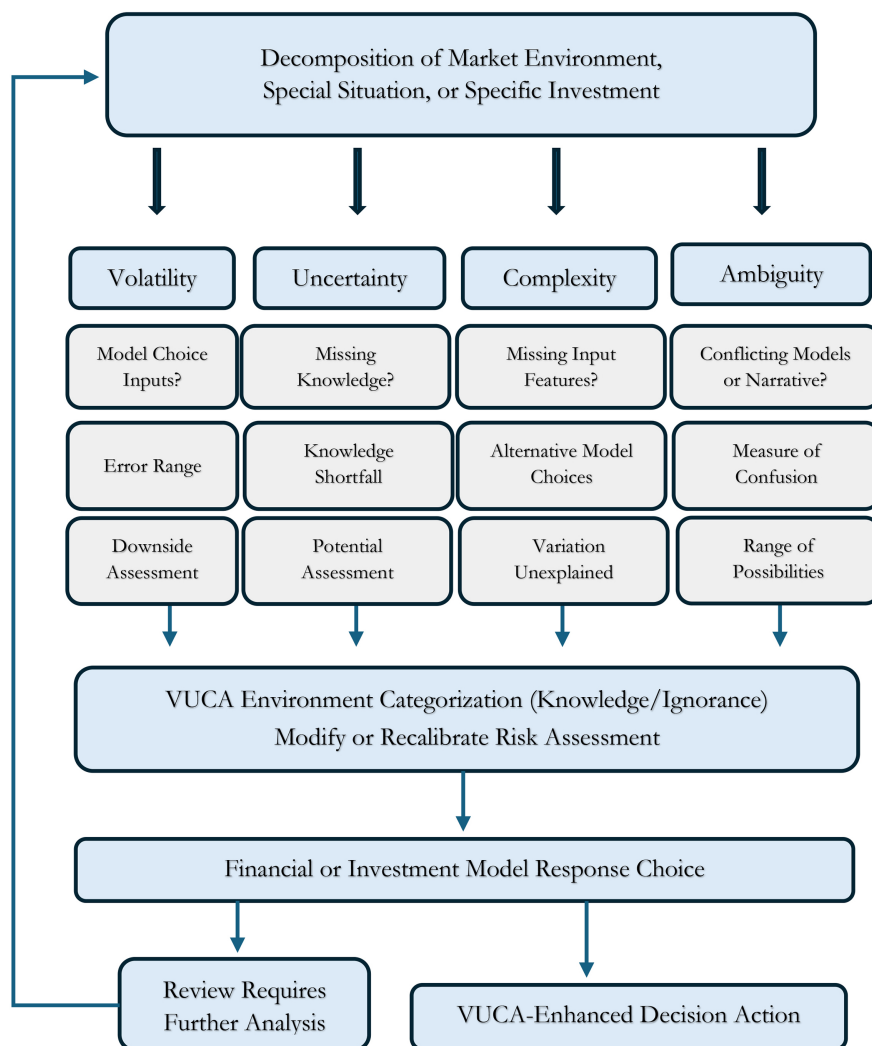 Decomposition of Market Environment,
Special Situation, or Specific Investment
Volatility
Uncertainty
Complexity
Ambiguity
Model Choice
Inputs?
Missing
Knowledge?
Missing Input
Features?
Conflicting Models
or Narrative?
Error Range
Knowledge
Shortfall
Alternative Model
Choices
Measure of
Confusion
Downside
Assessment
Potential
Assessment
Variation
Unexplained
Range of
Possibilities
VUCA Environment Categorization (Knowledge/Ignorance)
Modify or Recalibrate Risk Assessment
Financial or Investment Model Response Choice
Review Requires
Further Analysis
VUCA-Enhanced Decision Action